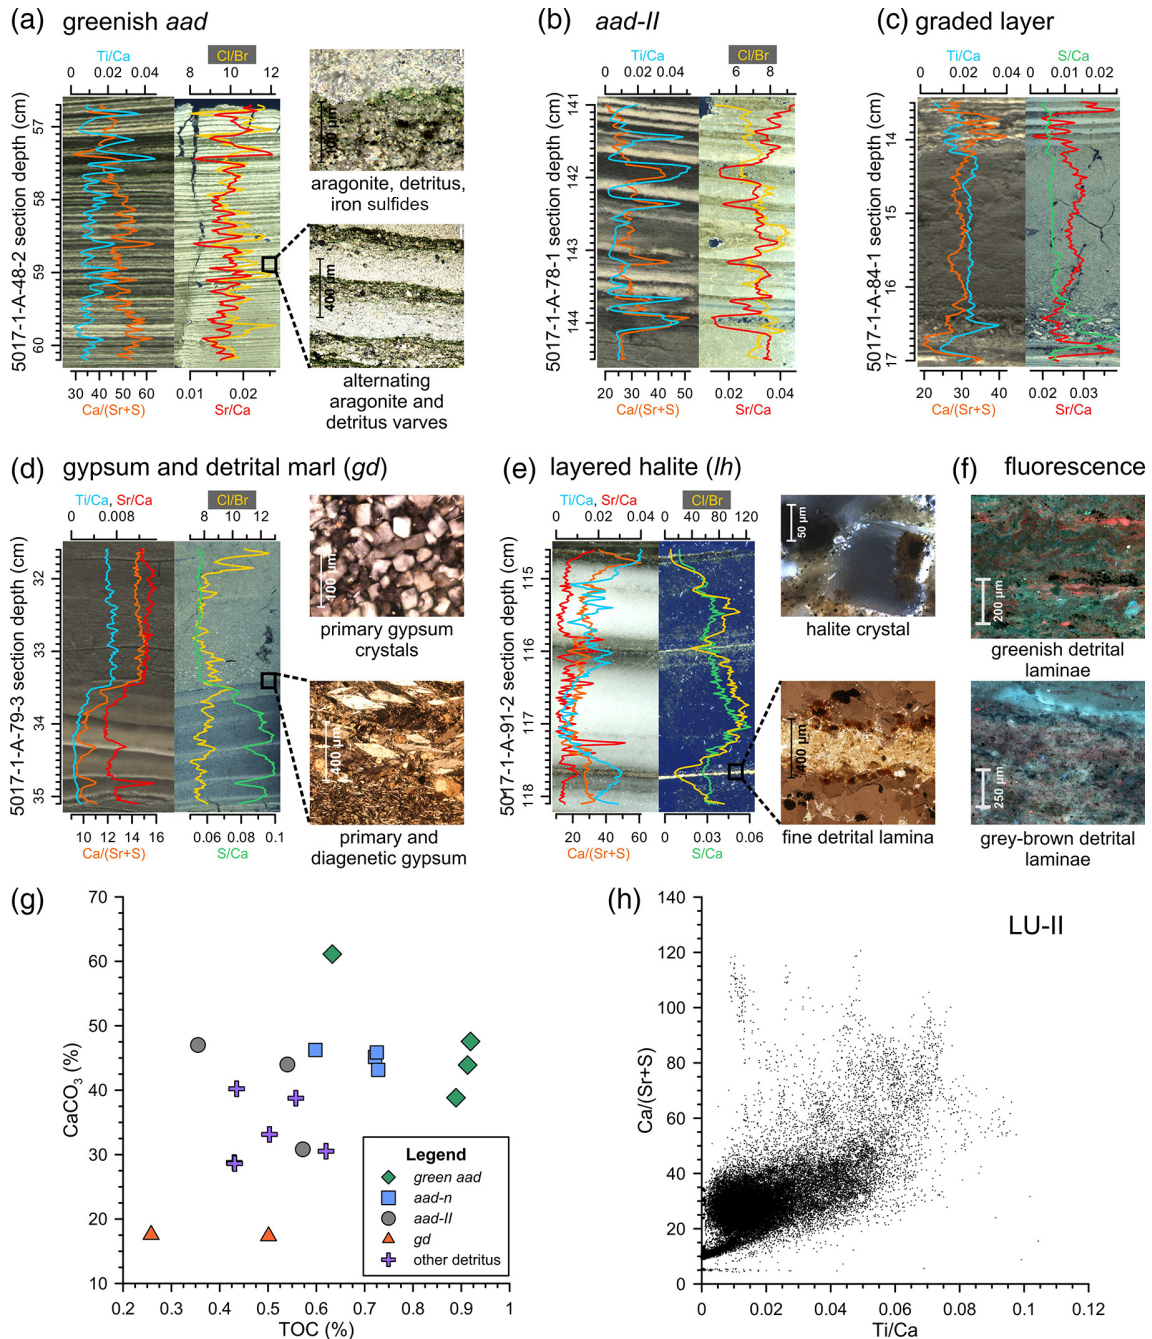 (a) greenish aad
Ti/Ca
Cl/Br
0 0.02 0.04
8 10 12
5017-1-A-48-2 section depth (cm)
57
58
59
60
30 40 50 60
0.01 0.02
Ca/(Sr+S)
Sr/Ca
100 µm
aragonite, detritus,
iron sulfides
400 µm
alternating
aragonite and
detritus varves
(b) aad-II
Ti/Ca
Cl/Br
0 0.02 0.04
6 8
5017-1-A-78-1 section depth (cm)
141
142
143
144
20 30 40 50
0.02 0.03 0.04
Ca/(Sr+S)
Sr/Ca
(c) graded layer
Ti/Ca
S/Ca
0 0.02 0.04
0 0.01 0.02
5017-1-A-84-1 section depth (cm)
14
15
16
17
20 30 40
0.02 0.03
Ca/(Sr+S)
Sr/Ca
(d) gypsum and detrital marl (gd)
Ti/Ca, Sr/Ca
Cl/Br
0 0.008
8 10 12
5017-1-A-79-3 section depth (cm)
32
33
34
35
10 12 14 16
0.06 0.08 0.1
Ca/(Sr+S)
S/Ca
100 µm
primary gypsum
crystals
400 µm
primary and
diagenetic gypsum
(e) layered halite (lh)
Ti/Ca, Sr/Ca
Cl/Br
0 0.02 0.04
0 40 80 120
5017-1-A-91-2 section depth (cm)
115
116
117
118
20 40 60
0 0.03 0.06
Ca/(Sr+S)
S/Ca
50 µm
halite crystal
400 µm
fine detrital lamina
(f) fluorescence
200 µm
greenish detrital
laminae
250 µm
grey-brown detrital
laminae
(g)
CaCO3 (%)
70
60
50
40
30
20
10
0.2 0.3 0.4 0.5 0.6 0.7 0.8 0.9 1
TOC (%)
Legend
green aad
aad-n
aad-II
gd
other detritus
(h)
LU-II
Ca/(Sr+S)
140
120
100
80
60
40
20
0
0 0.02 0.04 0.06 0.08 0.1 0.12
Ti/Ca